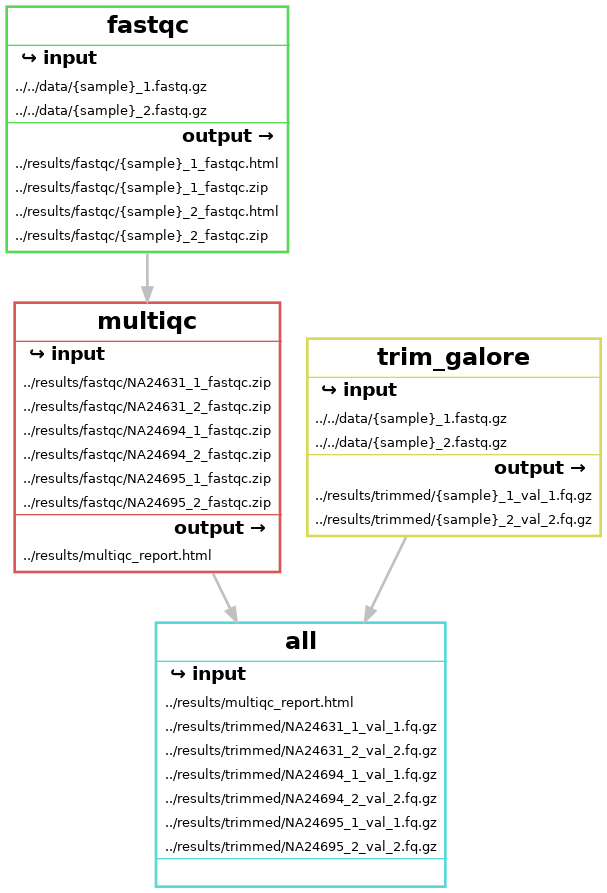 fastqc
↪ input
../../data/{sample}_1.fastq.gz
../../data/{sample}_2.fastq.gz
output →
../results/fastqc/{sample}_1_fastqc.html
../results/fastqc/{sample}_1_fastqc.zip
../results/fastqc/{sample}_2_fastqc.html
../results/fastqc/{sample}_2_fastqc.zip
multiqc
↪ input
../results/fastqc/NA24631_1_fastqc.zip
../results/fastqc/NA24631_2_fastqc.zip
../results/fastqc/NA24694_1_fastqc.zip
../results/fastqc/NA24694_2_fastqc.zip
../results/fastqc/NA24695_1_fastqc.zip
../results/fastqc/NA24695_2_fastqc.zip
output →
../results/multiqc_report.html
trim_galore
↪ input
../../data/{sample}_1.fastq.gz
../../data/{sample}_2.fastq.gz
output →
../results/trimmed/{sample}_1_val_1.fq.gz
../results/trimmed/{sample}_2_val_2.fq.gz
all
↪ input
../results/multiqc_report.html
../results/trimmed/NA24631_1_val_1.fq.gz
../results/trimmed/NA24631_2_val_2.fq.gz
../results/trimmed/NA24694_1_val_1.fq.gz
../results/trimmed/NA24694_2_val_2.fq.gz
../results/trimmed/NA24695_1_val_1.fq.gz
../results/trimmed/NA24695_2_val_2.fq.gz